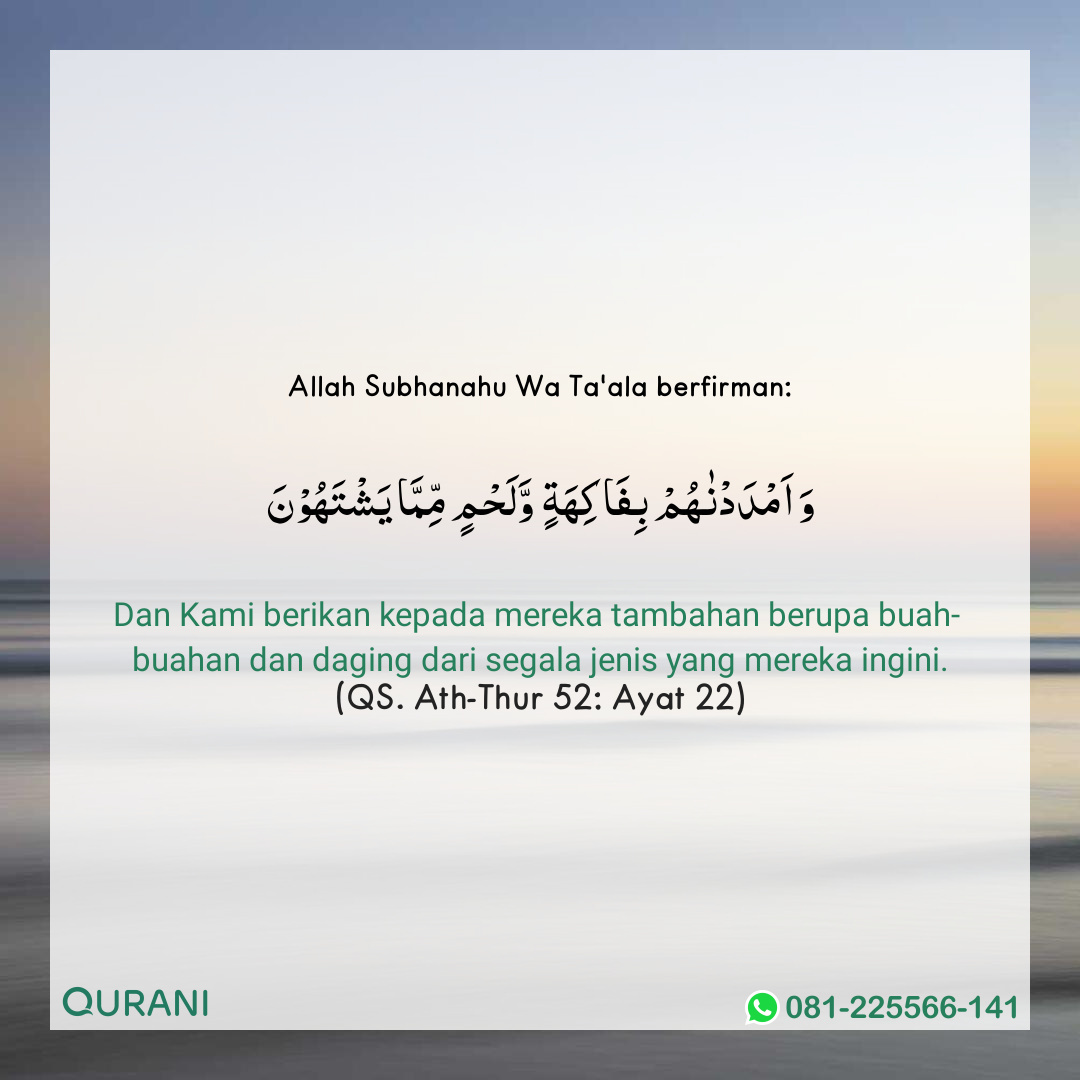 Allah Subhanahu Wa Ta'ala berfirman:
وَاَمْدَدْنٰهُمْ بِفَاكِهَةٍ وَّلَحْمٍ مِّمَّا يَشْتَهُوْنَ
Dan Kami berikan kepada mereka tambahan berupa buah-
buahan dan daging dari segala jenis yang mereka ingini.
(QS. Ath-Thur 52: Ayat 22)
QURANI
081-225566-141